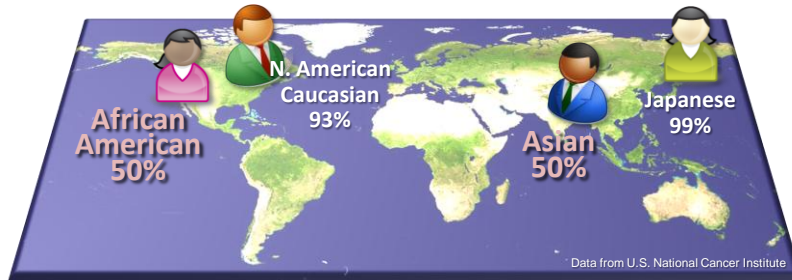 N. American
Caucasian
93%
African
American
50%
Asian
50%
Japanese
99%
Data from U.S. National Cancer Institute